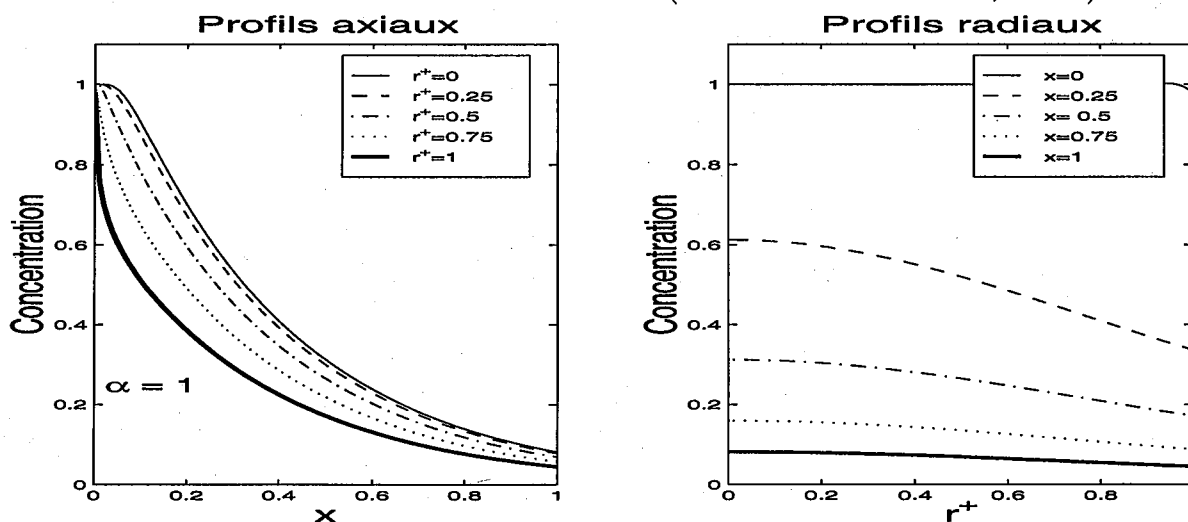 Profils axiaux
Concentration
1
0.8
0.6
0.4
0.2
0
r+=0
r+=0.25
r+=0.5
r+=0.75
r+=1
α = 1
0
0.2
0.4
0.6
0.8
1
x
Profils radiaux
Concentration
1
0.8
0.6
0.4
0.2
0
x=0
x=0.25
x= 0.5
x=0.75
x=1
0
0.2
0.4
0.6
0.8
r+